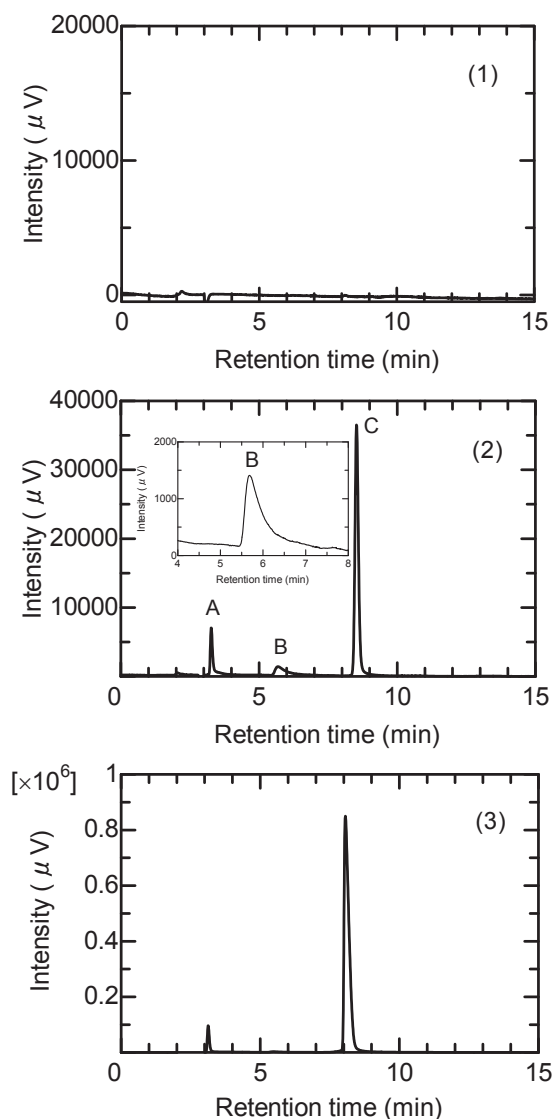 20000
(1)
10000
0
Intensity ( μ V)
0 5 10 15
Retention time (min)
40000
C
(2)
2000
B
1000
0
Intensity ( μ V)
4 5 6 7 8
Retention time (min)
30000
20000
10000
A
B
0
Intensity ( μ V)
0 5 10 15
Retention time (min)
[×10⁶]
1
(3)
0.8
0.6
0.4
0.2
Intensity ( μ V)
0 5 10 15
Retention time (min)